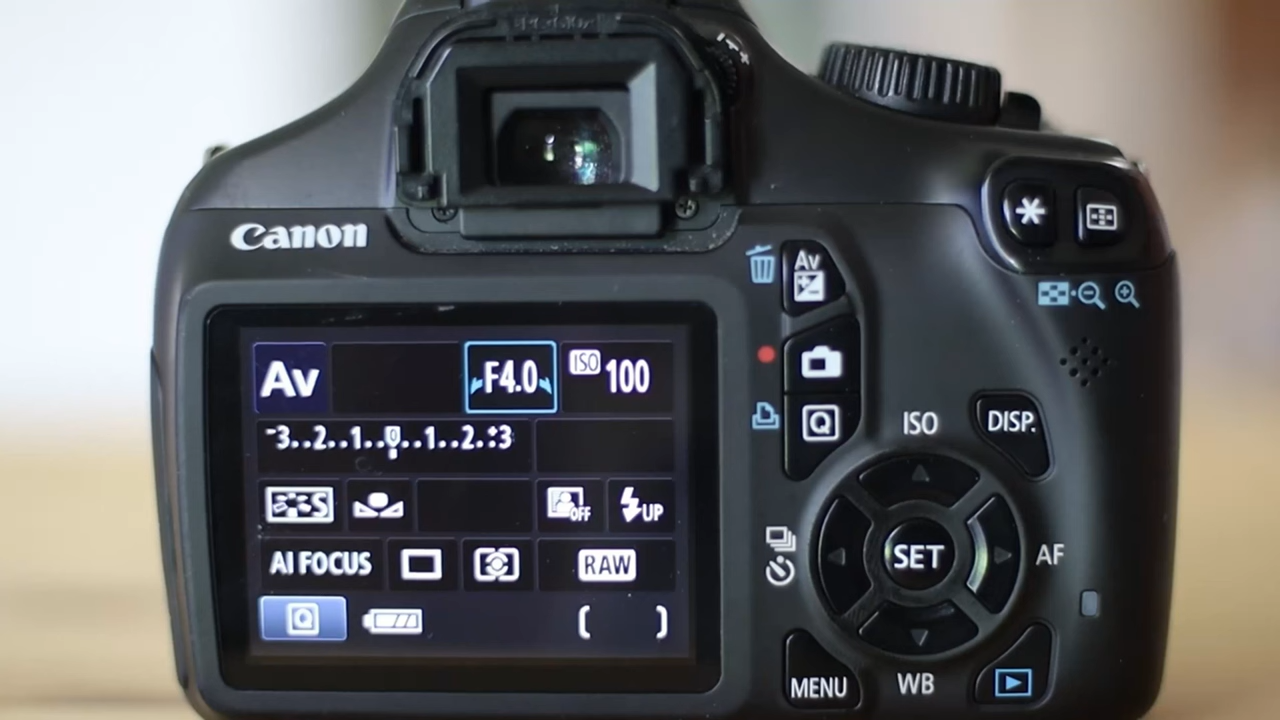 Canon
Av
Av F4.0 ISO 100
-3..2..1..0..1..2.:+3
S OFF UP
AI FOCUS RAW
Q [ ]
Q
ISO DISP.
SET AF
MENU WB